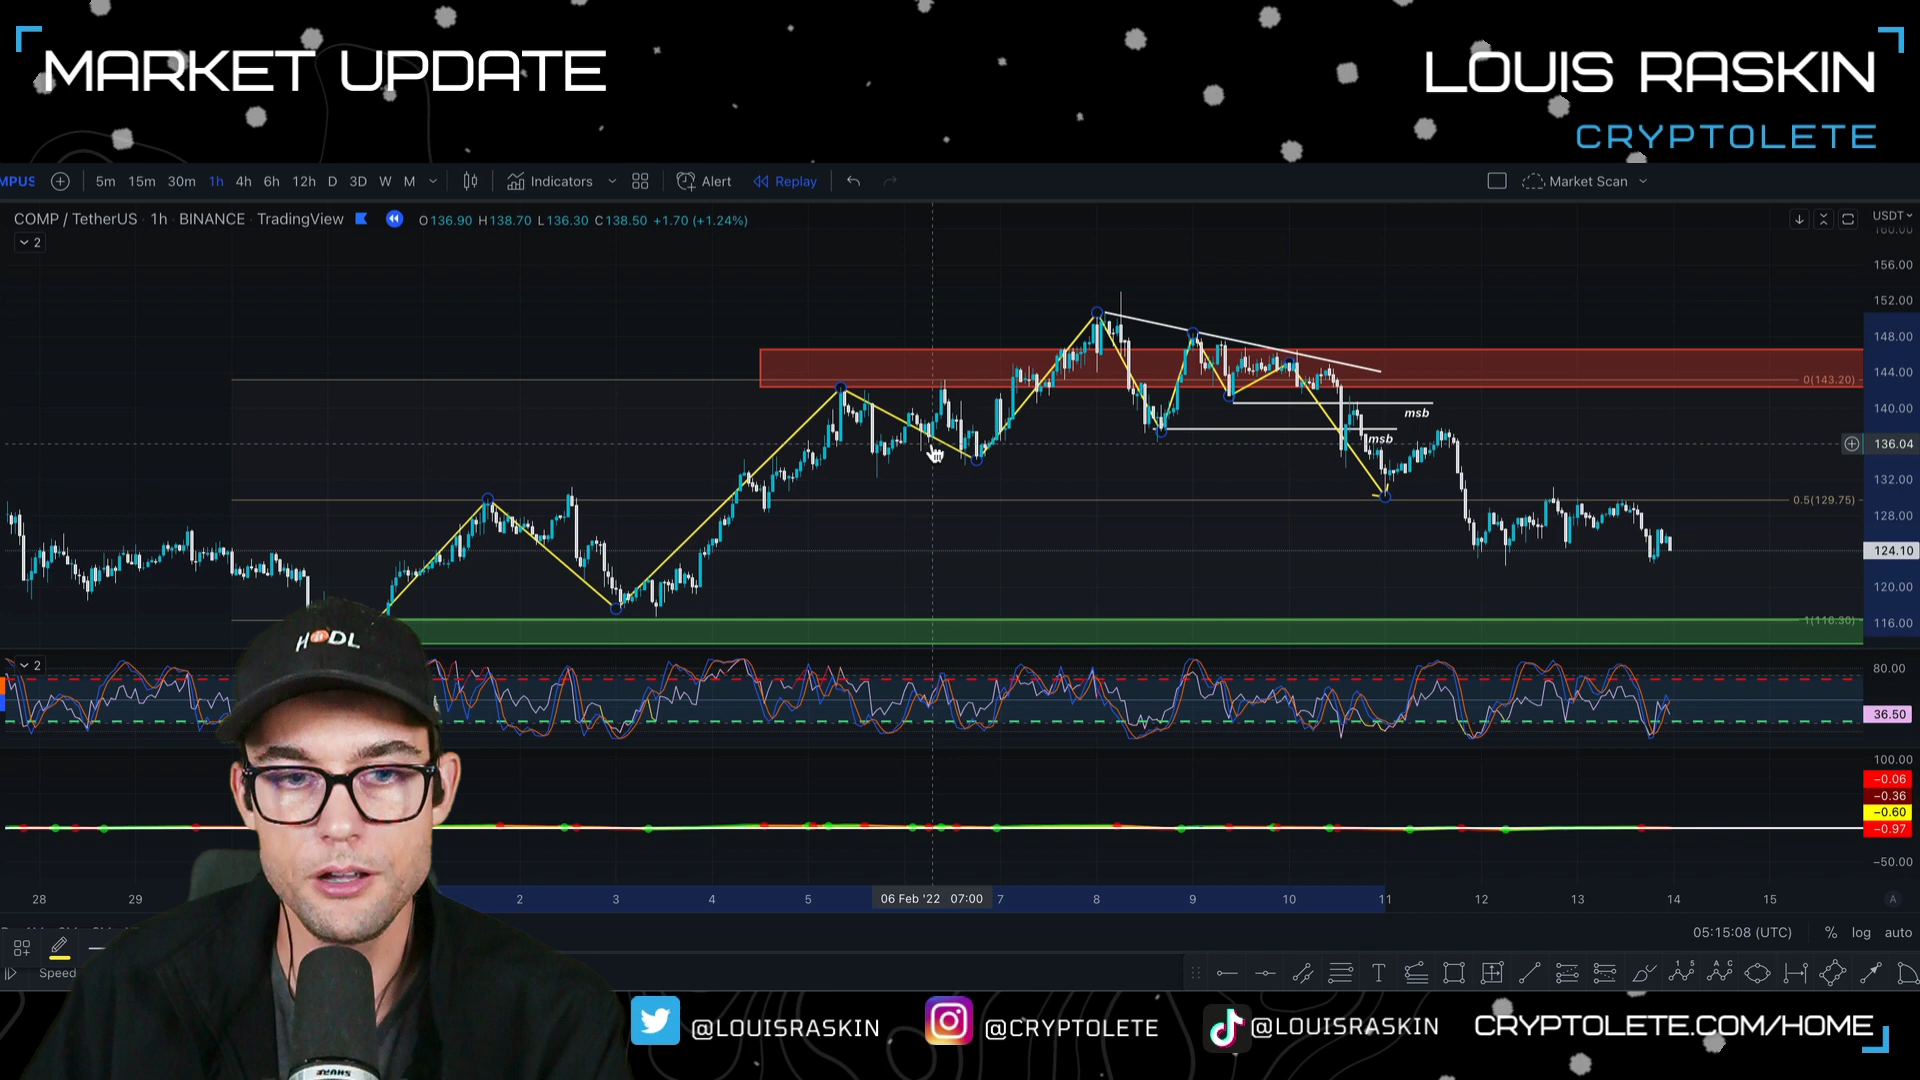 MARKET UPDATE
LOUIS RASKIN
CRYPTOLETE
MPUS 5m 15m 30m 1h 4h 6h 12h D 3D W M Indicators Alert Replay Market Scan
COMP / TetherUS · 1h · BINANCE · TradingView O136.90 H138.70 L136.30 C138.50 +1.70 (+1.24%)
USDT
2
160.00
156.00
152.00
148.00
144.00
0(143.20)
140.00
msb
msb
136.04
132.00
0.5(129.75)
128.00
124.10
120.00
116.00
HODL
2
80.00
36.50
100.00
−0.06
−0.36
−0.60
−0.97
−50.00
28 29 2 3 4 5 06 Feb '22 07:00 7 8 9 10 11 12 13 14 15 A
05:15:08 (UTC) % log auto
Speed
SHURE
@LOUISRASKIN @CRYPTOLETE @LOUISRASKIN CRYPTOLETE.COM/HOME